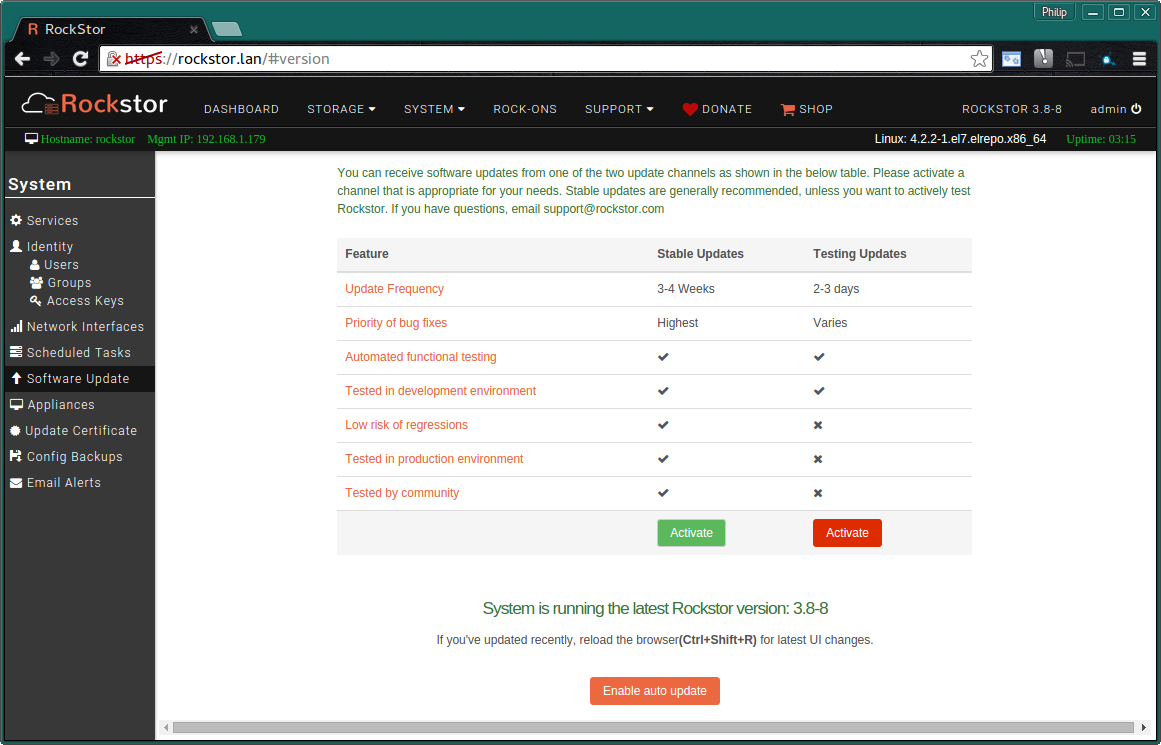 Philip
R RockStor
https://rockstor.lan/#version
Rockstor DASHBOARD STORAGE SYSTEM ROCK-ONS SUPPORT DONATE SHOP ROCKSTOR 3.8-8 admin
Hostname: rockstor Mgmt IP: 192.168.1.179 Linux: 4.2.2-1.el7.elrepo.x86_64 Uptime: 03:15
System
Services
Identity
Users
Groups
Access Keys
Network Interfaces
Scheduled Tasks
Software Update
Appliances
Update Certificate
Config Backups
Email Alerts
You can receive software updates from one of the two update channels as shown in the below table. Please activate a
channel that is appropriate for your needs. Stable updates are generally recommended, unless you want to actively test
Rockstor. If you have questions, email support@rockstor.com
Feature Stable Updates Testing Updates
Update Frequency 3-4 Weeks 2-3 days
Priority of bug fixes Highest Varies
Automated functional testing ✔ ✔
Tested in development environment ✔ ✔
Low risk of regressions ✔ ✖
Tested in production environment ✔ ✖
Tested by community ✔ ✖
Activate Activate
System is running the latest Rockstor version: 3.8-8
If you've updated recently, reload the browser(Ctrl+Shift+R) for latest UI changes.
Enable auto update